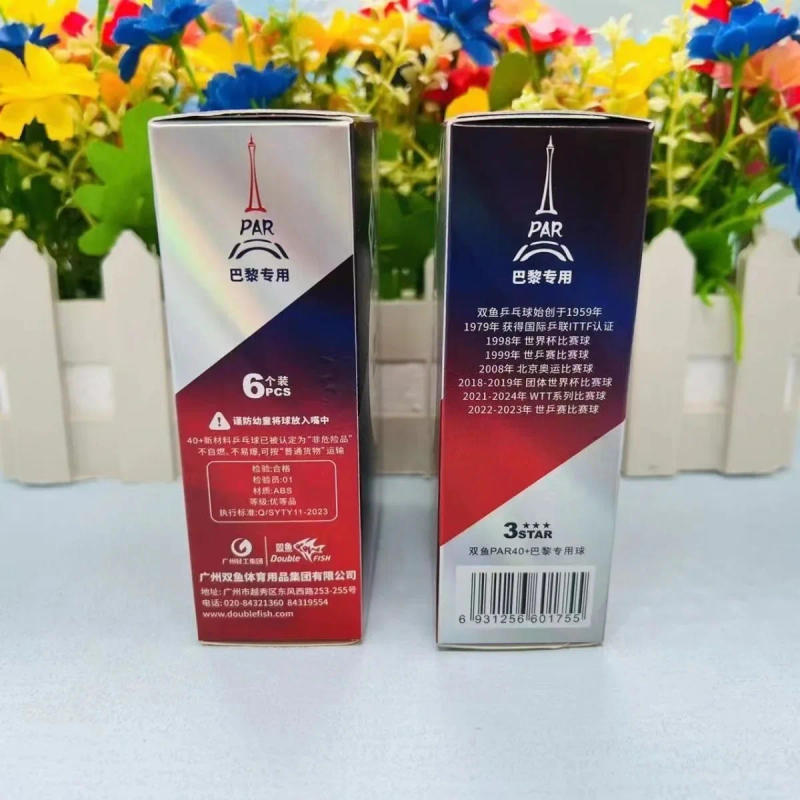 PAR
巴黎专用
6个装
PCS
谨防幼童将球放入嘴中
40+新材料乒乓球已被认定为“非危险品”
不自燃、不易爆,可按“普通货物”运输
检验:合格
检验员:01
材质:ABS
等级:优等品
执行标准:Q/SYTY11-2023
广州轻工集团
双鱼
Double FISH
广州双鱼体育用品集团有限公司
地址: 广州市越秀区东风西路253-255号
电话: 020-84321360 84319554
www.doublefish.com
PAR
巴黎专用
双鱼乒乓球始创于1959年
1979年 获得国际乒联ITTF认证
1998年 世界杯比赛球
1999年 世乒赛比赛球
2008年 北京奥运比赛球
2018-2019年 团体世界杯比赛球
2021-2024年 WTT系列比赛球
2022-2023年 世乒赛比赛球
3★★★
STAR
双鱼PAR40+巴黎专用球
6 931256 601755